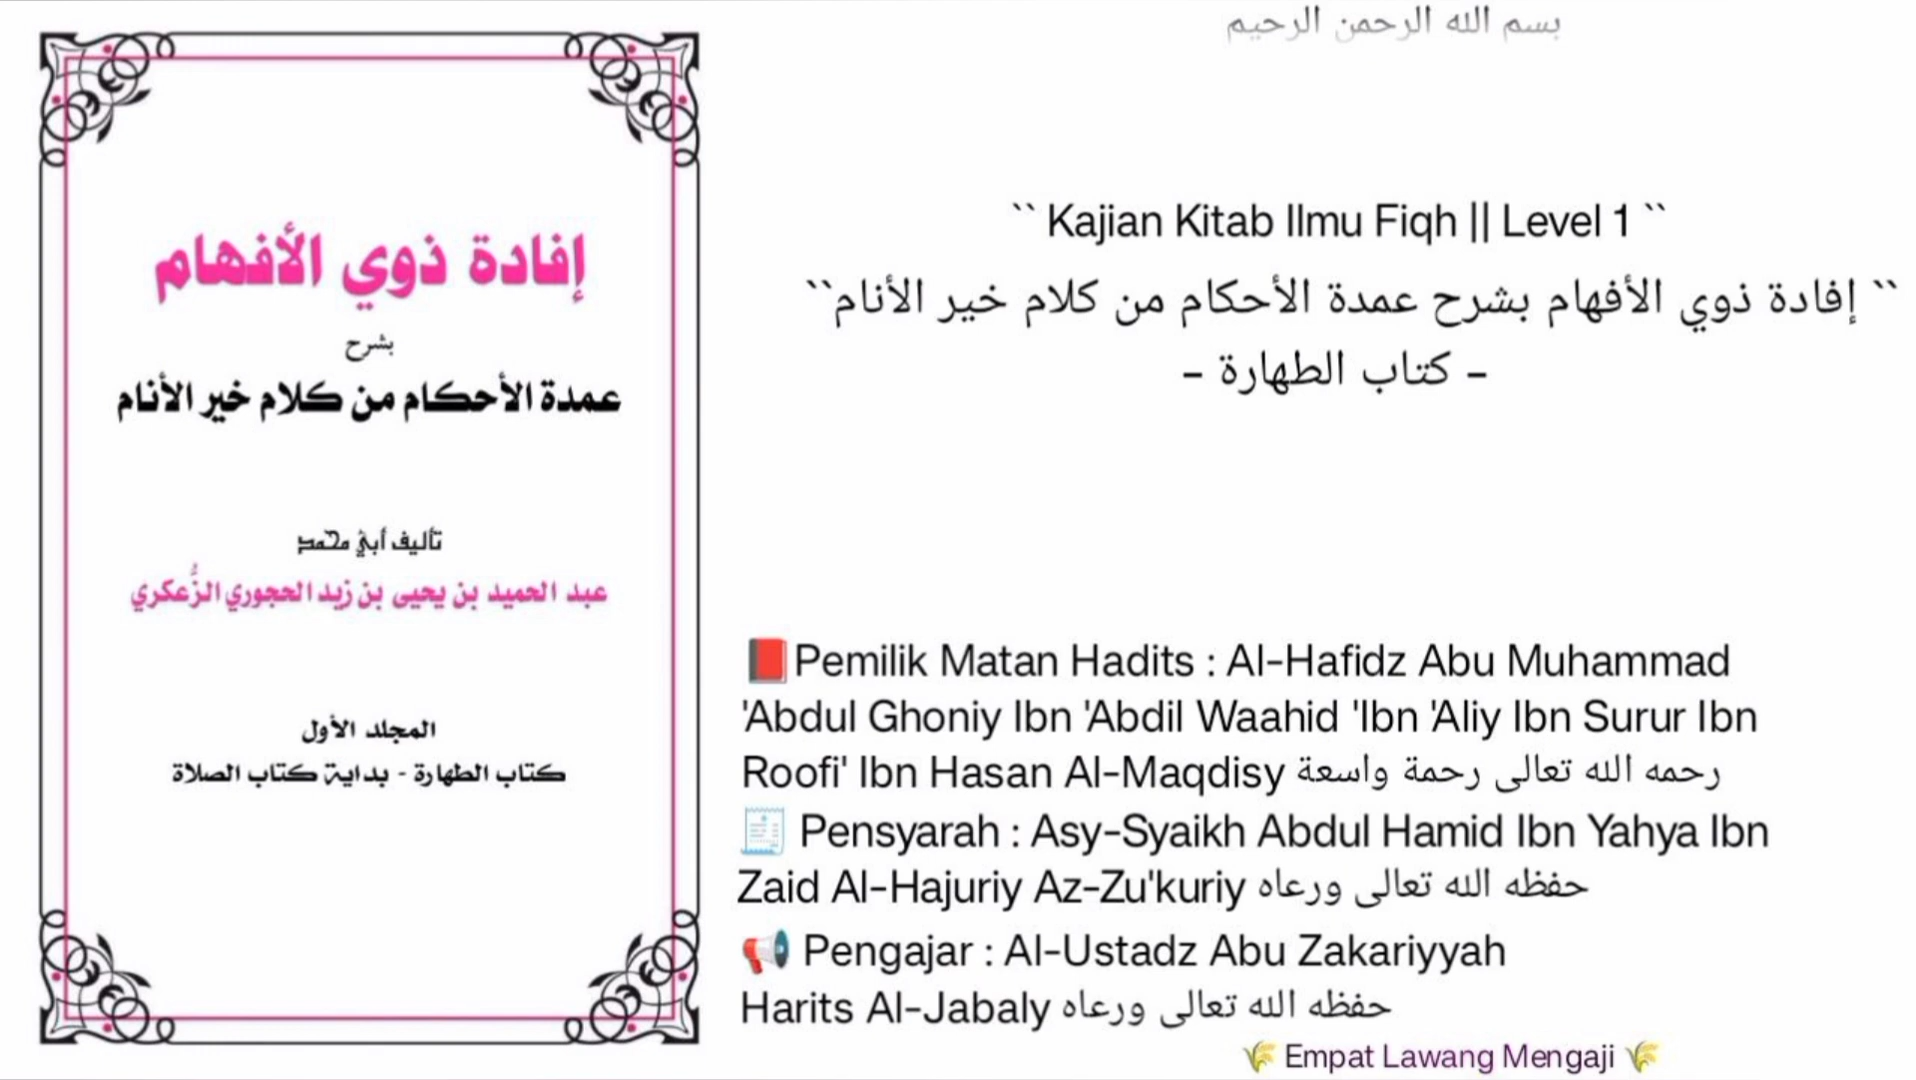 إفادة ذوي الأفهام
بشرح
عمدة الأحكام من كلام خير الأنام
تأليف أبي محمد
عبد الحميد بن يحيى بن زيد الحجوري الزُّعكري
المجلد الأول
كتاب الطهارة - بداية كتاب الصلاة
بسم الله الرحمن الرحيم
`` Kajian Kitab Ilmu Fiqh || Level 1 ``
`` إفادة ذوي الأفهام بشرح عمدة الأحكام من كلام خير الأنام``
- كتاب الطهارة -
📕Pemilik Matan Hadits : Al-Hafidz Abu Muhammad
'Abdul Ghoniy Ibn 'Abdil Waahid 'Ibn 'Aliy Ibn Surur Ibn
Roofi' Ibn Hasan Al-Maqdisy رحمه الله تعالى رحمة واسعة
🧾 Pensyarah : Asy-Syaikh Abdul Hamid Ibn Yahya Ibn
Zaid Al-Hajuriy Az-Zu'kuriy حفظه الله تعالى ورعاه
📢 Pengajar : Al-Ustadz Abu Zakariyyah
Harits Al-Jabaly حفظه الله تعالى ورعاه
🌾 Empat Lawang Mengaji 🌾